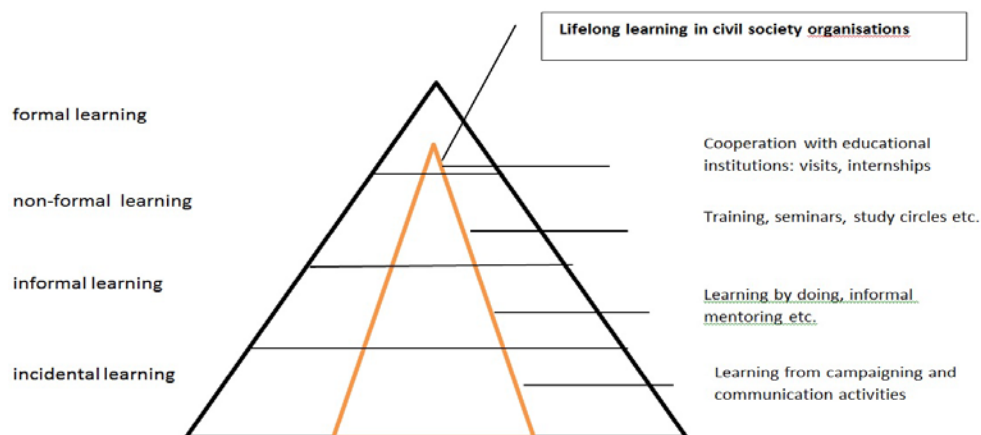 Lifelong learning in civil society organisations
formal learning
Cooperation with educational
institutions: visits, internships
non-formal learning
Training, seminars, study circles etc.
informal learning
Learning by doing, informal
mentoring etc.
incidental learning
Learning from campaigning and
communication activities